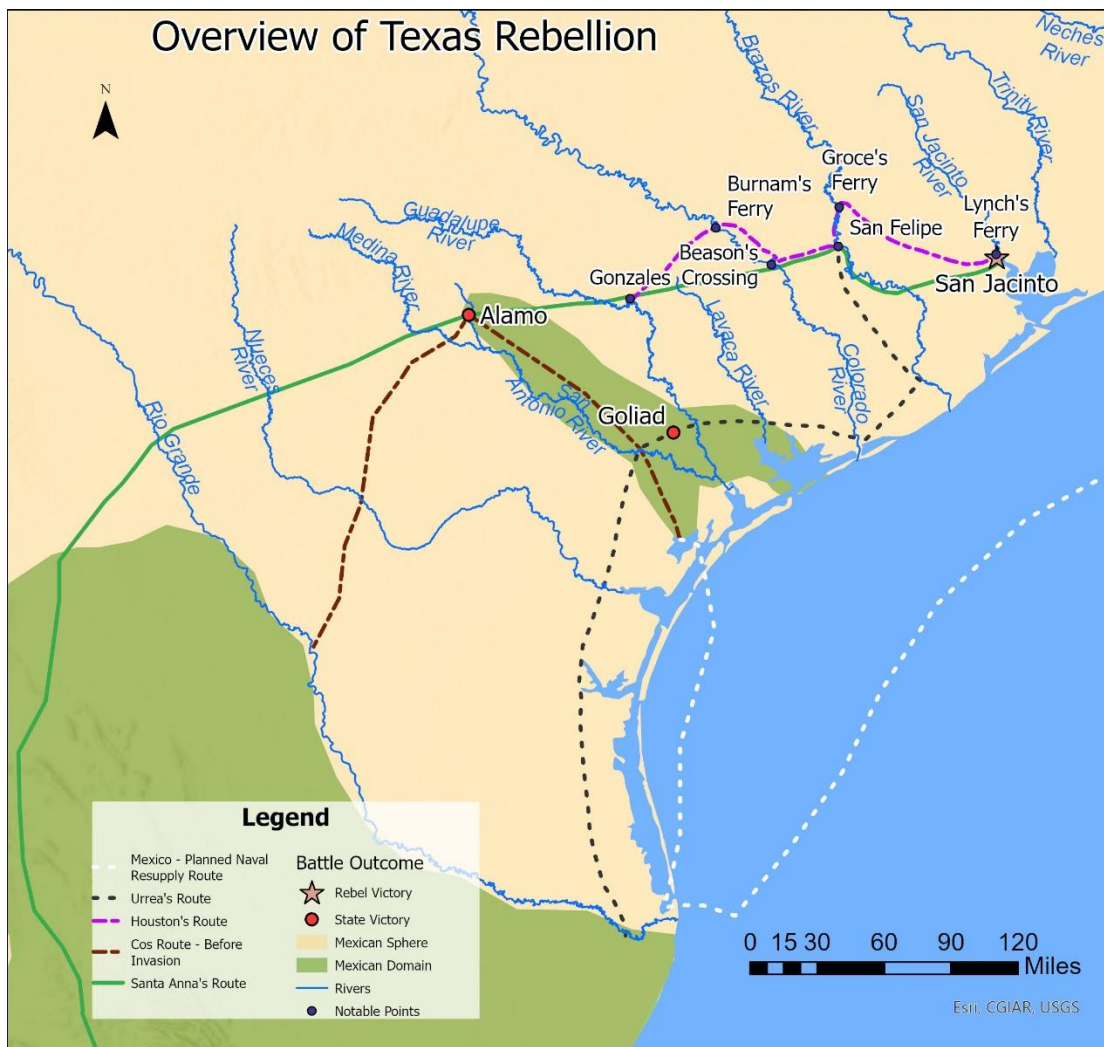 Overview of Texas Rebellion
N
Neches
River
Brazos River
Trinity River
San Jacinto
River
Groce's
Ferry
Burnam's
Ferry
Lynch's
Ferry
Guadalupe
River
San Felipe
Medina River
Beason's
Crossing
Gonzales
San Jacinto
Alamo
Nueces
River
Lavaca River
Colorado
River
Rio Grande
San
Antonio River
Goliad
Legend
Mexico - Planned Naval
Resupply Route
Urrea's Route
Houston's Route
Cos Route - Before
Invasion
Santa Anna's Route
Battle Outcome
Rebel Victory
State Victory
Mexican Sphere
Mexican Domain
Rivers
Notable Points
0 15 30 60 90 120
Miles
Esri, CGIAR, USGS